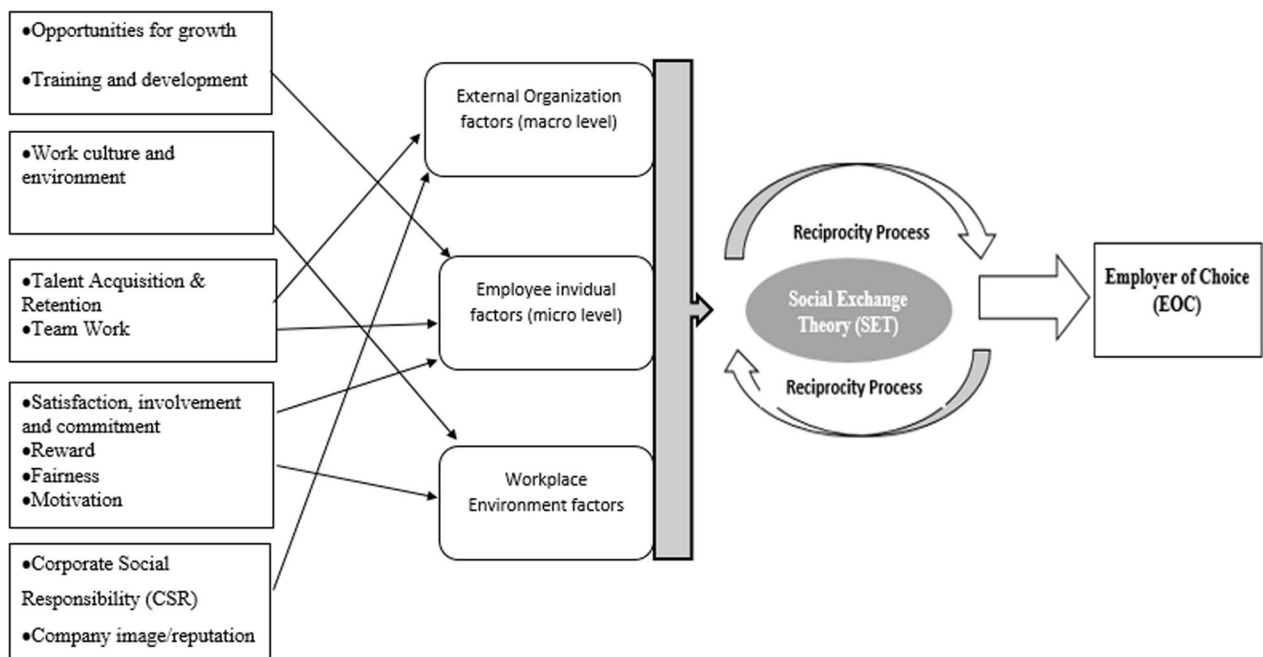 •Opportunities for growth
•Training and development
•Work culture and
environment
•Talent Acquisition &
Retention
•Team Work
•Satisfaction, involvement
and commitment
•Reward
•Fairness
•Motivation
•Corporate Social
Responsibility (CSR)
•Company image/reputation
External Organization
factors (macro level)
Employee invidual
factors (micro level)
Workplace
Environment factors
Reciprocity Process
Social Exchange
Theory (SET)
Reciprocity Process
Employer of Choice
(EOC)